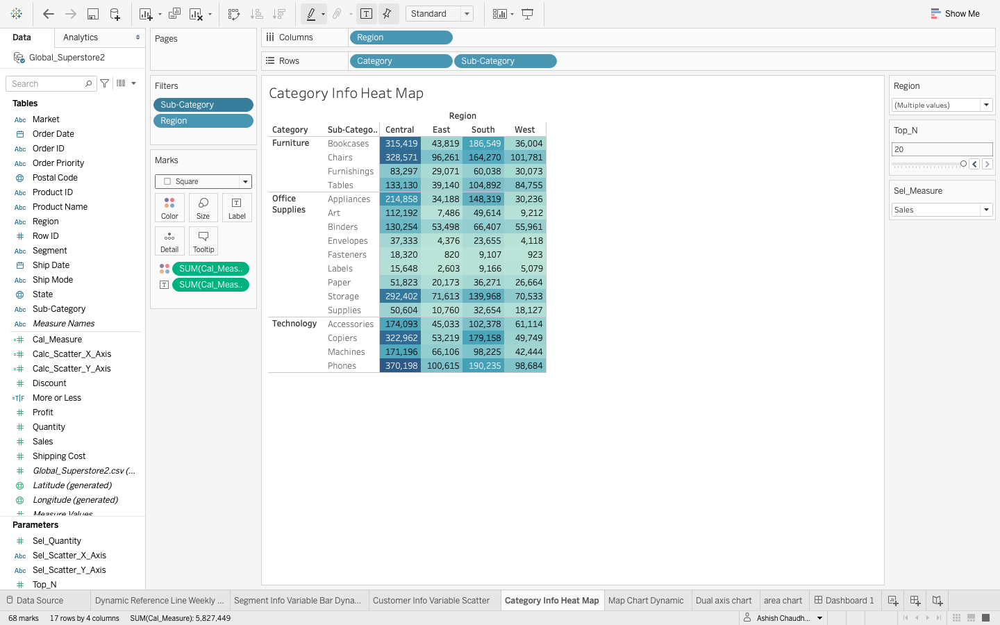 Standard
Show Me
Data
Analytics
Global_Superstore2
Search
Tables
Abc Market
Order Date
Abc Order ID
Abc Order Priority
Postal Code
Abc Product ID
Abc Product Name
Abc Region
# Row ID
Abc Segment
Ship Date
Abc Ship Mode
State
Abc Sub-Category
Abc Measure Names
=# Cal_Measure
=# Calc_Scatter_X_Axis
=# Calc_Scatter_Y_Axis
# Discount
=T|F More or Less
# Profit
# Quantity
# Sales
# Shipping Cost
# Global_Superstore2.csv (...
Latitude (generated)
Longitude (generated)
# Measure Values
Parameters
# Sel_Quantity
Abc Sel_Scatter_X_Axis
Abc Sel_Scatter_Y_Axis
# Top_N
Pages
Filters
Sub-Category
Region
Marks
Square
Color
Size
T Label
Detail
Tooltip
SUM(Cal_Meas..
T SUM(Cal_Meas..
Columns
Region
Rows
Category
Sub-Category
Category Info Heat Map
Region
Category Sub-Catego.. Central East South West
Furniture Bookcases 315,419 43,819 186,549 36,004
Chairs 328,571 96,261 164,270 101,781
Furnishings 83,297 29,071 60,038 30,073
Tables 133,130 39,140 104,892 84,755
Office Supplies Appliances 214,858 34,188 148,319 30,236
Art 112,192 7,486 49,614 9,212
Binders 130,254 53,498 66,407 55,961
Envelopes 37,333 4,376 23,655 4,118
Fasteners 18,320 820 9,107 923
Labels 15,648 2,603 9,166 5,079
Paper 51,823 20,173 36,271 26,664
Storage 292,402 71,613 139,968 70,533
Supplies 50,604 10,760 32,654 18,127
Technology Accessories 174,093 45,033 102,378 61,114
Copiers 322,962 53,219 179,158 49,749
Machines 171,196 66,106 98,225 42,444
Phones 370,198 100,615 190,235 98,684
Region
(Multiple values)
Top_N
20
Sel_Measure
Sales
Data Source
Dynamic Reference Line Weekly ...
Segment Info Variable Bar Dyna...
Customer Info Variable Scatter
Category Info Heat Map
Map Chart Dynamic
Dual axis chart
area chart
Dashboard 1
68 marks
17 rows by 4 columns
SUM(Cal_Measure): 5,827,449
Ashish Chaudh...